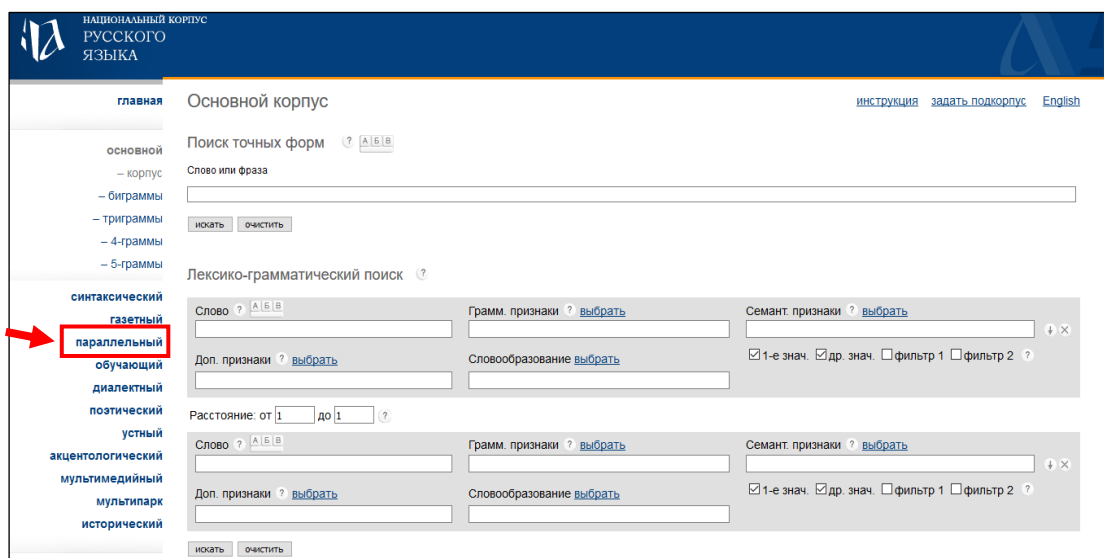 НАЦИОНАЛЬНЫЙ КОРПУС
РУССКОГО
ЯЗЫКА
главная
основной
– корпус
– биграммы
– триграммы
– 4-граммы
– 5-граммы
синтаксический
газетный
параллельный
обучающий
диалектный
поэтический
устный
акцентологический
мультимедийный
мультипарк
исторический
Основной корпус
инструкция задать подкорпус English
Поиск точных форм ? А Б В
Слово или фраза
искать очистить
Лексико-грамматический поиск ?
Слово ? А Б В Грамм. признаки ? выбрать Семант. признаки ? выбрать
Доп. признаки ? выбрать Словообразование выбрать 1-е знач. др. знач. фильтр 1 фильтр 2 ?
Расстояние: от 1 до 1 ?
Слово ? А Б В Грамм. признаки ? выбрать Семант. признаки ? выбрать
Доп. признаки ? выбрать Словообразование выбрать 1-е знач. др. знач. фильтр 1 фильтр 2 ?
искать очистить